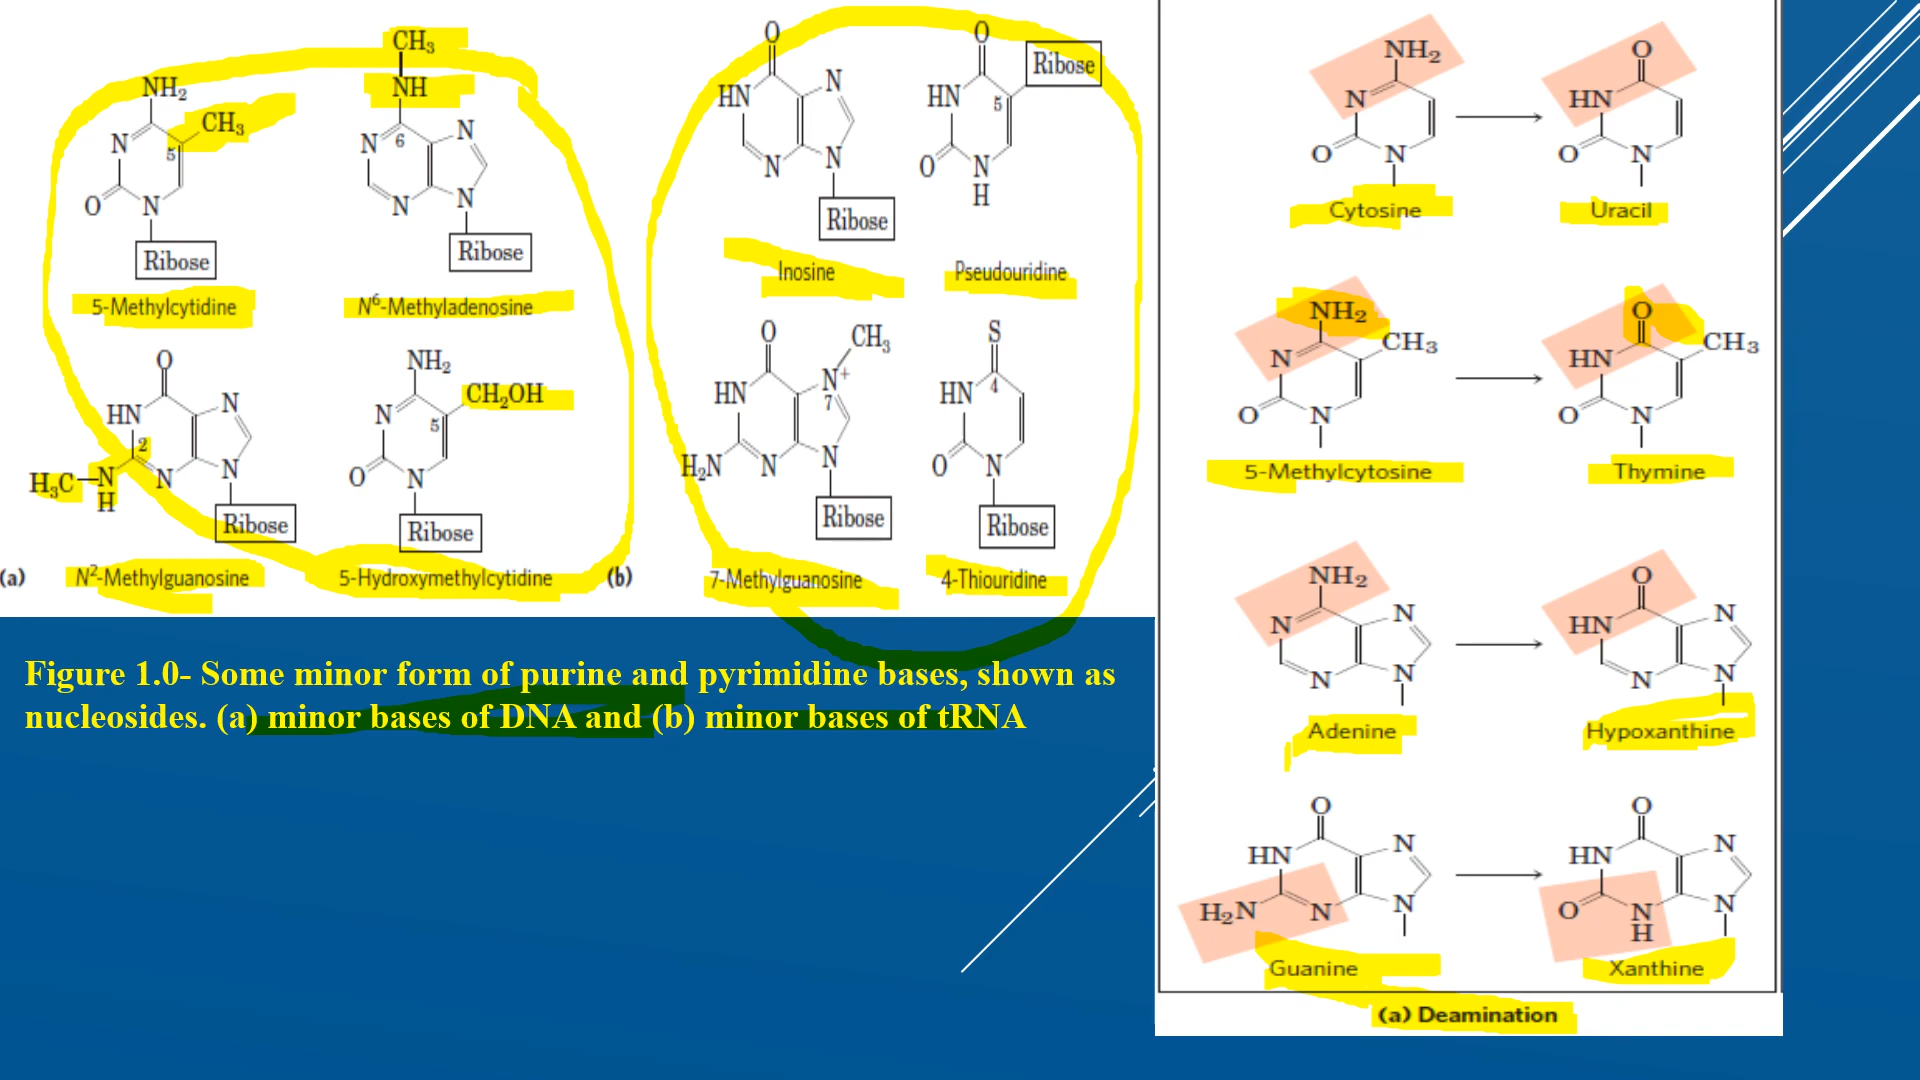 NH₂
CH₃
N
5
O
N
Ribose
5-Methylcytidine
CH₃
NH
N
6
N
N
N
Ribose
N⁶-Methyladenosine
O
HN
N
2
H₃C
N
H
N
N
Ribose
(a)
N²-Methylguanosine
NH₂
CH₂OH
N
5
O
N
Ribose
5-Hydroxymethylcytidine
O
HN
N
N
N
Ribose
Inosine
O
Ribose
HN
5
O
N
H
Pseudouridine
O
CH₃
HN
N⁺
7
H₂N
N
N
Ribose
(b)
7-Methylguanosine
S
HN
4
O
N
Ribose
4-Thiouridine
Figure 1.0- Some minor form of purine and pyrimidine bases, shown as
nucleosides. (a) minor bases of DNA and (b) minor bases of tRNA
NH₂
N
O
N
Cytosine
O
HN
O
N
Uracil
NH₂
CH₃
N
O
N
5-Methylcytosine
O
CH₃
HN
O
N
Thymine
NH₂
N
N
N
N
Adenine
O
HN
N
N
N
Hypoxanthine
O
HN
N
H₂N
N
N
Guanine
O
HN
N
O
N
H
N
Xanthine
(a) Deamination